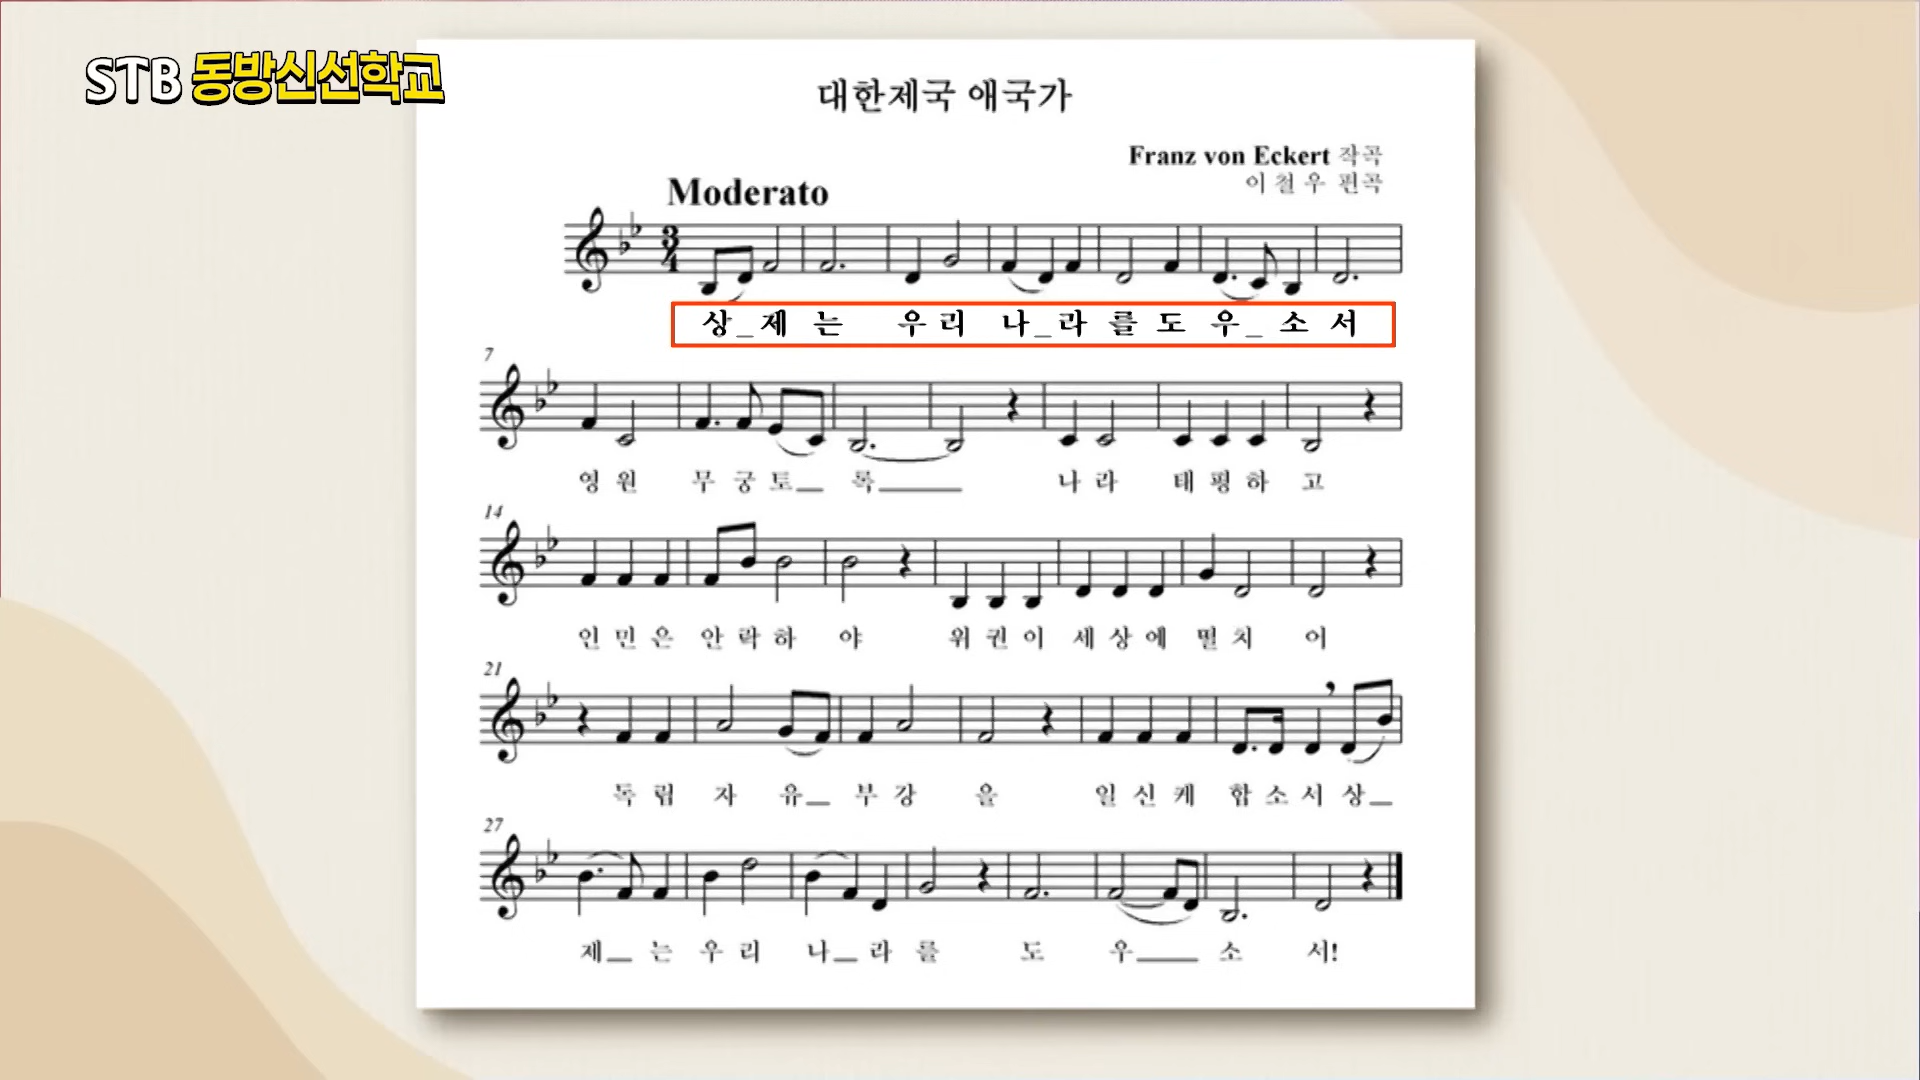 STB 동방신선학교
대한제국 애국가
Franz von Eckert 작곡
이 철 우 편곡
Moderato
상_제 는 우 리 나_라 를 도 우_ 소 서
7
영 원 무 궁 토__ 록______ 나 라 태 평 하 고
14
인 민 은 안 락 하 야 위 권 이 세 상 에 떨 치 어
21
독 립 자 유__ 부 강 을 일 신 케 합 소 서 상__
27
제__ 는 우 리 나__ 라 를 도 우____ 소 서!